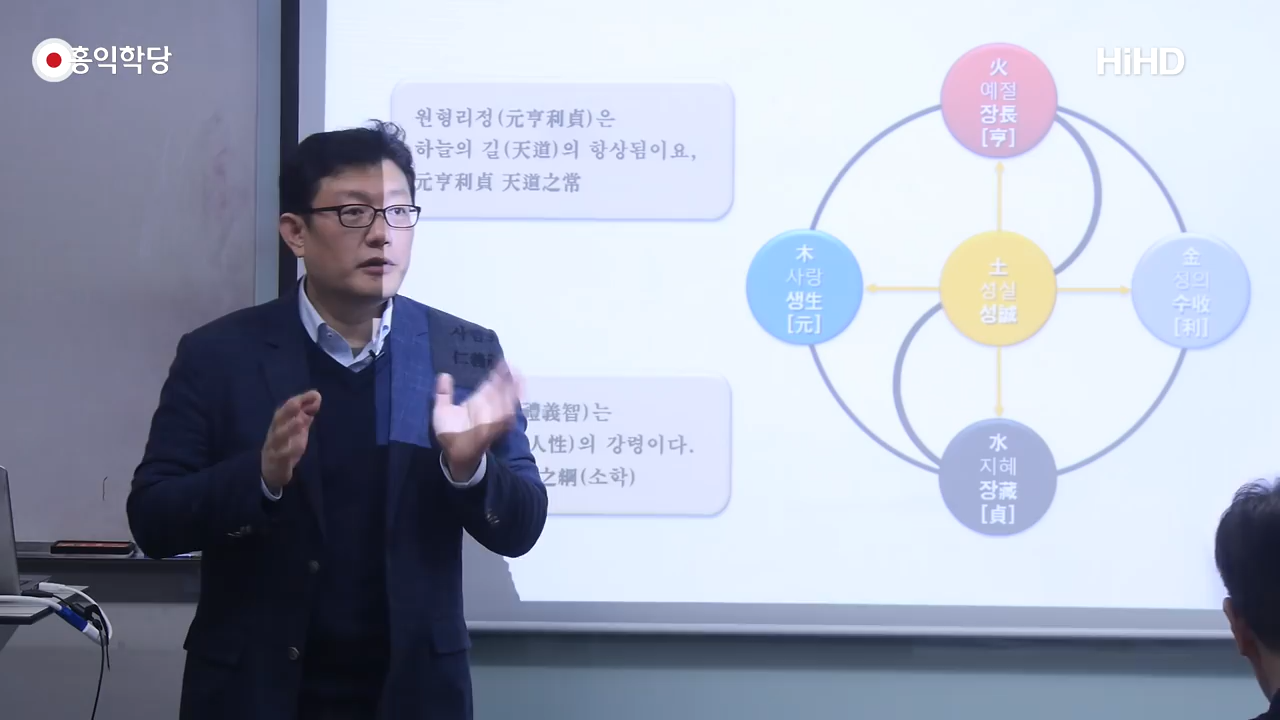 홍익학당
HiHD
원형리정(元亨利貞)은
하늘의 길(天道)의 항상됨이요,
元亨利貞 天道之常
禮義智)는
人性)의 강령이다.
之綱(소학)
火
예절
장長
[亨]
木
사랑
생生
[元]
土
성실
성誠
金
정의
수收
[利]
水
지혜
장藏
[貞]